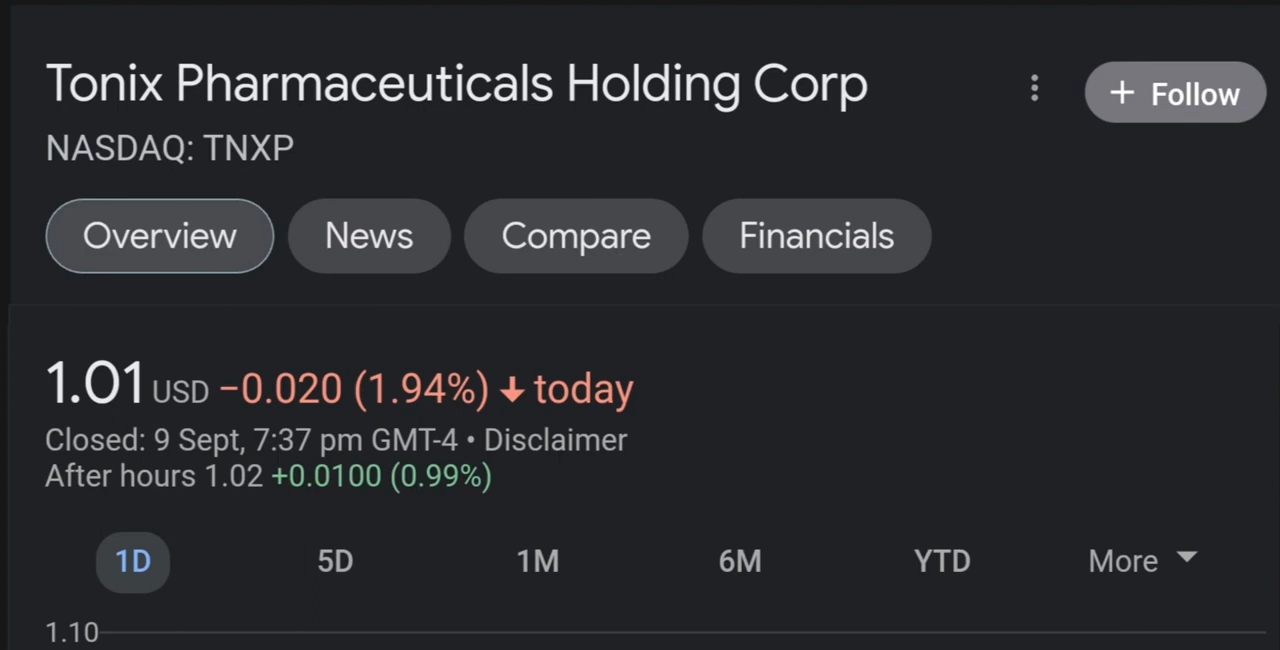 Tonix Pharmaceuticals Holding Corp
+ Follow
NASDAQ: TNXP
Overview News Compare Financials
1.01 USD −0.020 (1.94%) ↓ today
Closed: 9 Sept, 7:37 pm GMT-4 • Disclaimer
After hours 1.02 +0.0100 (0.99%)
1D 5D 1M 6M YTD More
1.10